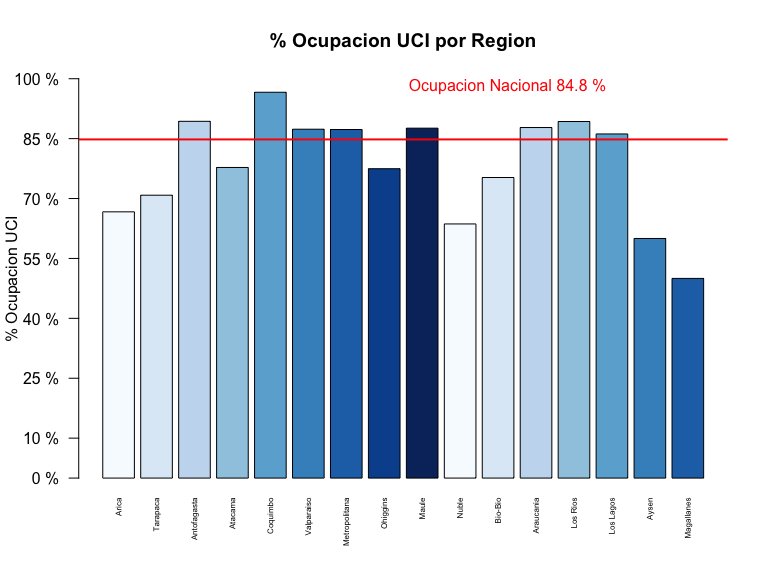 % Ocupacion UCI por Region
Ocupacion Nacional 84.8 %
% Ocupacion UCI
100 %
85 %
70 %
55 %
40 %
25 %
10 %
0 %
Arica
Tarapaca
Antofagasta
Atacama
Coquimbo
Valparaiso
Metropolitana
Ohiggins
Maule
Nuble
Bio-Bio
Araucania
Los Rios
Los Lagos
Aysen
Magallanes